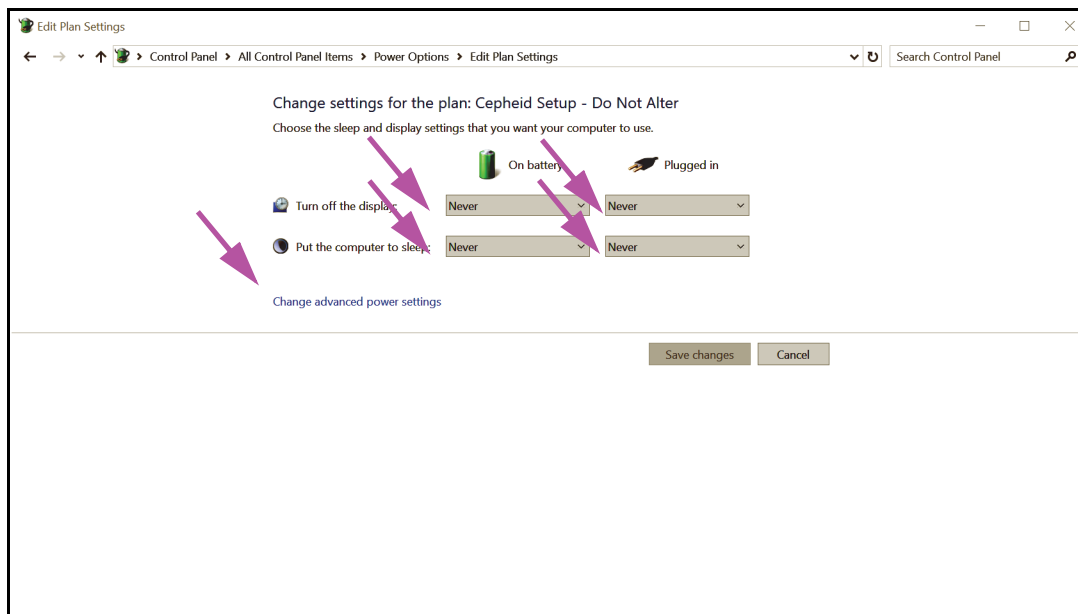 Edit Plan Settings
Control Panel > All Control Panel Items > Power Options > Edit Plan Settings
Search Control Panel
Change settings for the plan: Cepheid Setup - Do Not Alter
Choose the sleep and display settings that you want your computer to use.
On battery Plugged in
Turn off the display: Never Never
Put the computer to sleep: Never Never
Change advanced power settings
Save changes Cancel